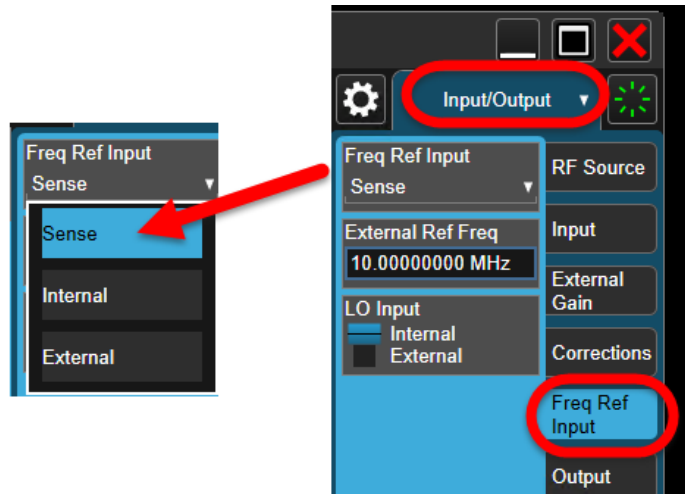 Freq Ref Input
Sense
Sense
Internal
External
Input/Output
Freq Ref Input
Sense
External Ref Freq
10.00000000 MHz
LO Input
Internal
External
RF Source
Input
External
Gain
Corrections
Freq Ref
Input
Output